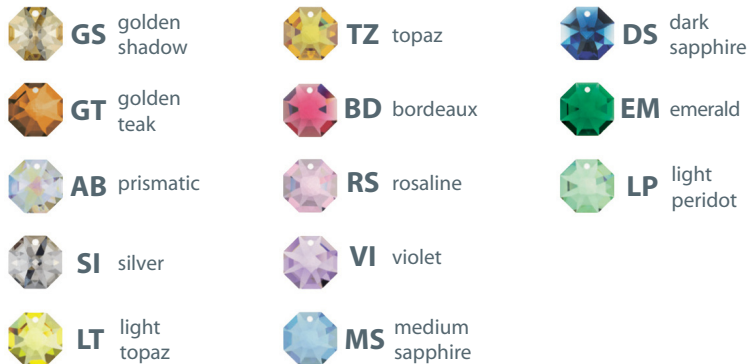 GS golden
shadow
GT golden
teak
AB prismatic
SI silver
LT light
topaz
TZ topaz
BD bordeaux
RS rosaline
VI violet
MS medium
sapphire
DS dark
sapphire
EM emerald
LP light
peridot